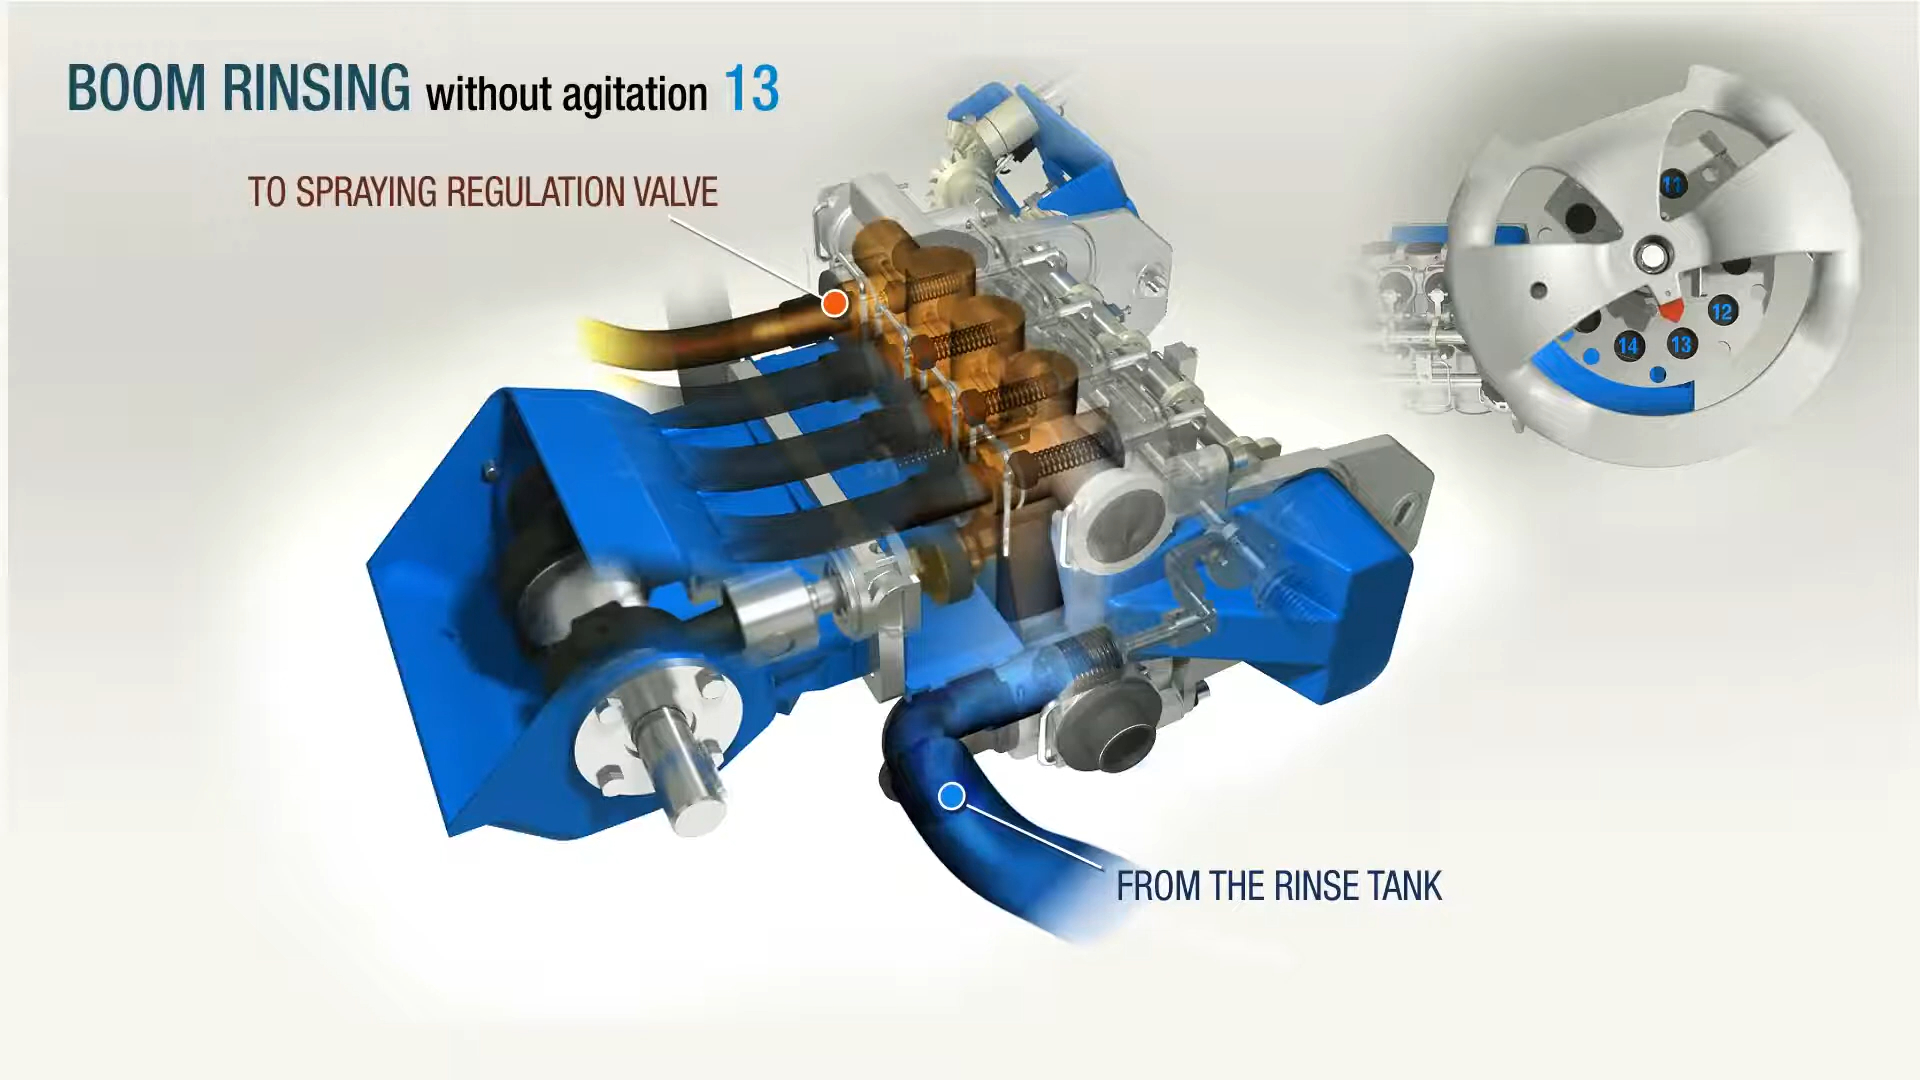 BOOM RINSING without agitation 13
TO SPRAYING REGULATION VALVE
11
12
13
14
FROM THE RINSE TANK